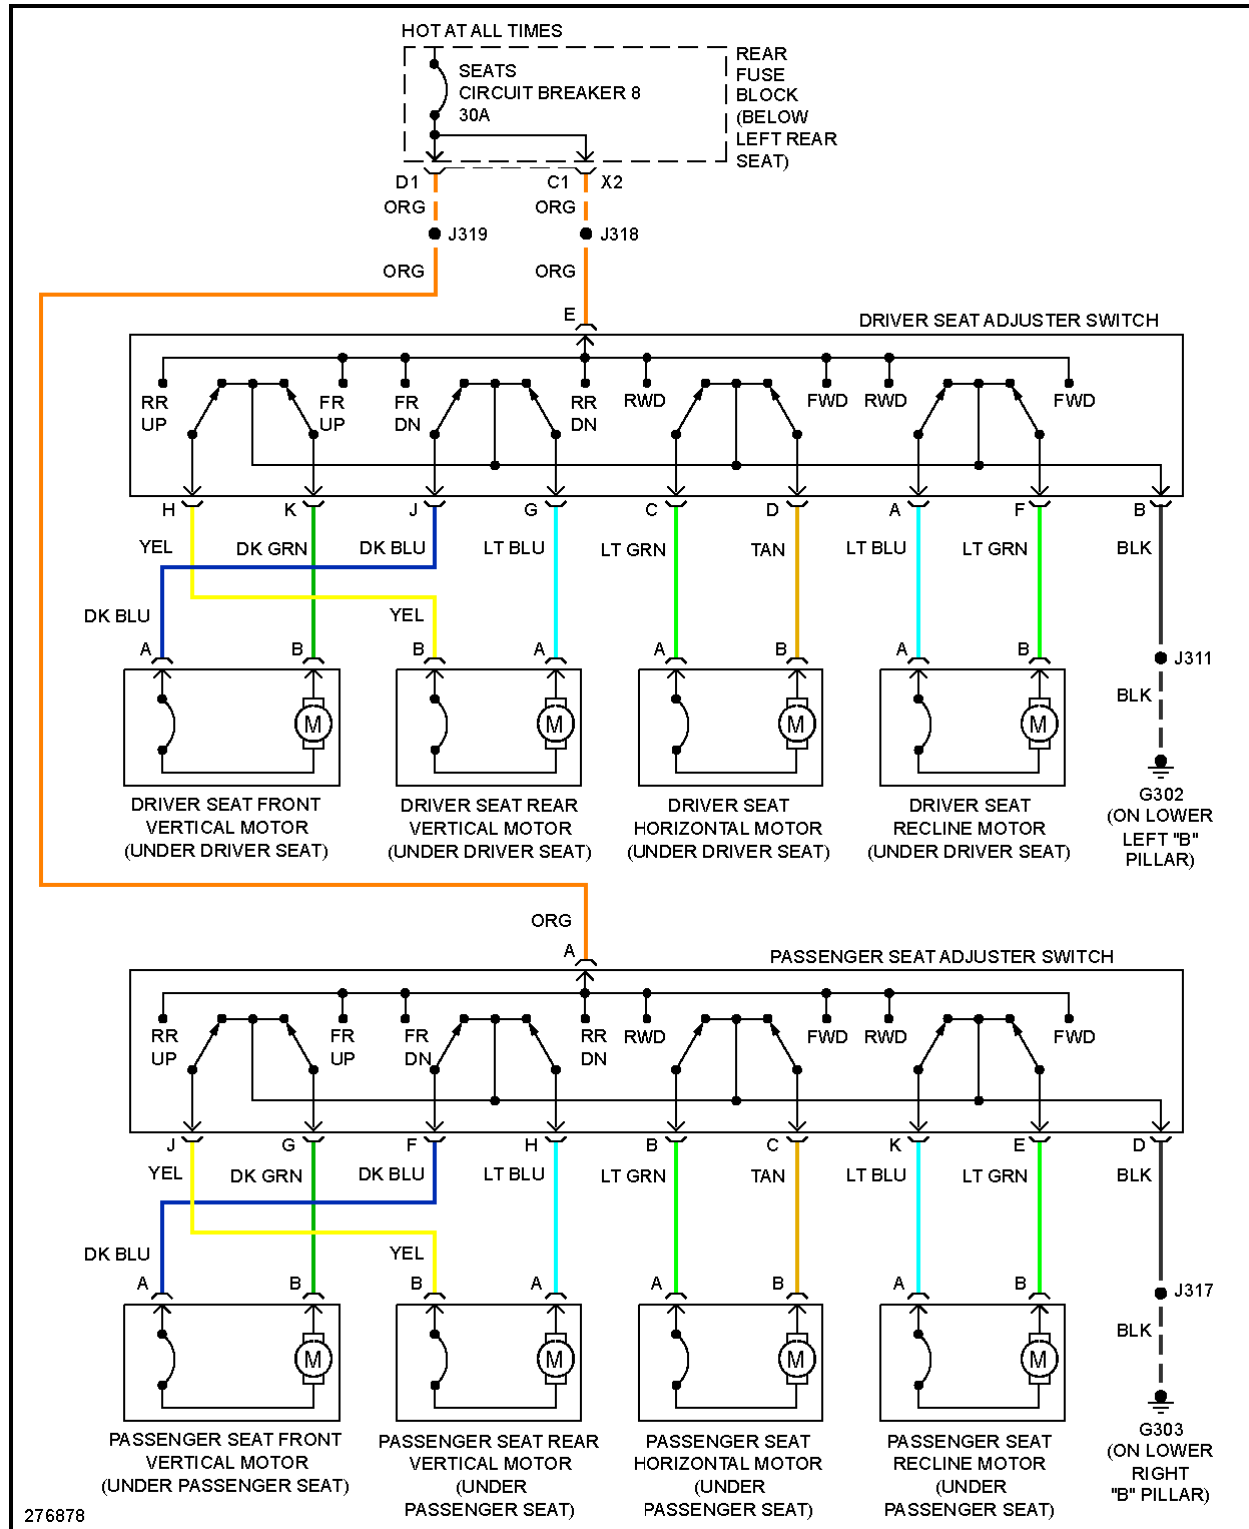 HOT AT ALL TIMES
SEATS
CIRCUIT BREAKER 8
30A
REAR
FUSE
BLOCK
(BELOW
LEFT REAR
SEAT)
D1 C1 X2
ORG ORG
J319 J318
ORG ORG
E
DRIVER SEAT ADJUSTER SWITCH
RR UP
FR UP
FR DN
RR DN
RWD
FWD
RWD
FWD
H K J G C D A F B
YEL DK GRN DK BLU LT BLU LT GRN TAN LT BLU LT GRN BLK
DK BLU YEL
A B B A A B A B
J311
BLK
M M M M
DRIVER SEAT FRONT
VERTICAL MOTOR
(UNDER DRIVER SEAT)
DRIVER SEAT REAR
VERTICAL MOTOR
(UNDER DRIVER SEAT)
DRIVER SEAT
HORIZONTAL MOTOR
(UNDER DRIVER SEAT)
DRIVER SEAT
RECLINE MOTOR
(UNDER DRIVER SEAT)
G302
(ON LOWER
LEFT "B"
PILLAR)
ORG
A
PASSENGER SEAT ADJUSTER SWITCH
RR UP
FR UP
FR DN
RR DN
RWD
FWD
RWD
FWD
J G F H B C K E D
YEL DK GRN DK BLU LT BLU LT GRN TAN LT BLU LT GRN BLK
DK BLU YEL
A B B A A B A B
J317
BLK
M M M M
PASSENGER SEAT FRONT
VERTICAL MOTOR
(UNDER PASSENGER SEAT)
PASSENGER SEAT REAR
VERTICAL MOTOR
(UNDER
PASSENGER SEAT)
PASSENGER SEAT
HORIZONTAL MOTOR
(UNDER
PASSENGER SEAT)
PASSENGER SEAT
RECLINE MOTOR
(UNDER
PASSENGER SEAT)
G303
(ON LOWER
RIGHT
"B" PILLAR)
276878